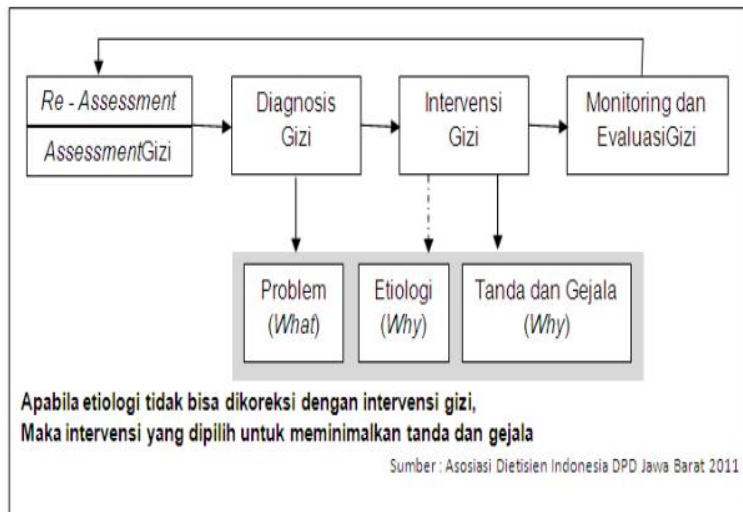 Re - Assessment
AssessmentGizi
Diagnosis
Gizi
Intervensi
Gizi
Monitoring dan
EvaluasiGizi
Problem
(What)
Etiologi
(Why)
Tanda dan Gejala
(Why)
Apabila etiologi tidak bisa dikoreksi dengan intervensi gizi,
Maka intervensi yang dipilih untuk meminimalkan tanda dan gejala
Sumber : Asosiasi Dietisien Indonesia DPD Jawa Barat 2011